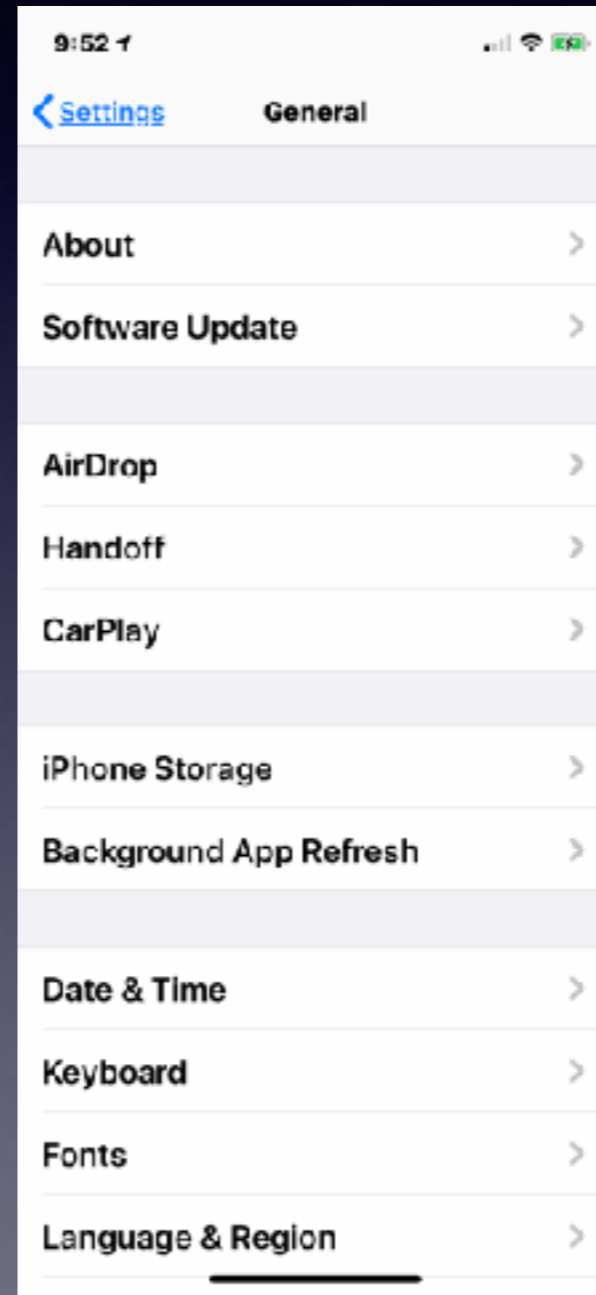 9:52
Settings
General
About
Software Update
AirDrop
Handoff
CarPlay
iPhone Storage
Background App Refresh
Date & Time
Keyboard
Fonts
Language & Region